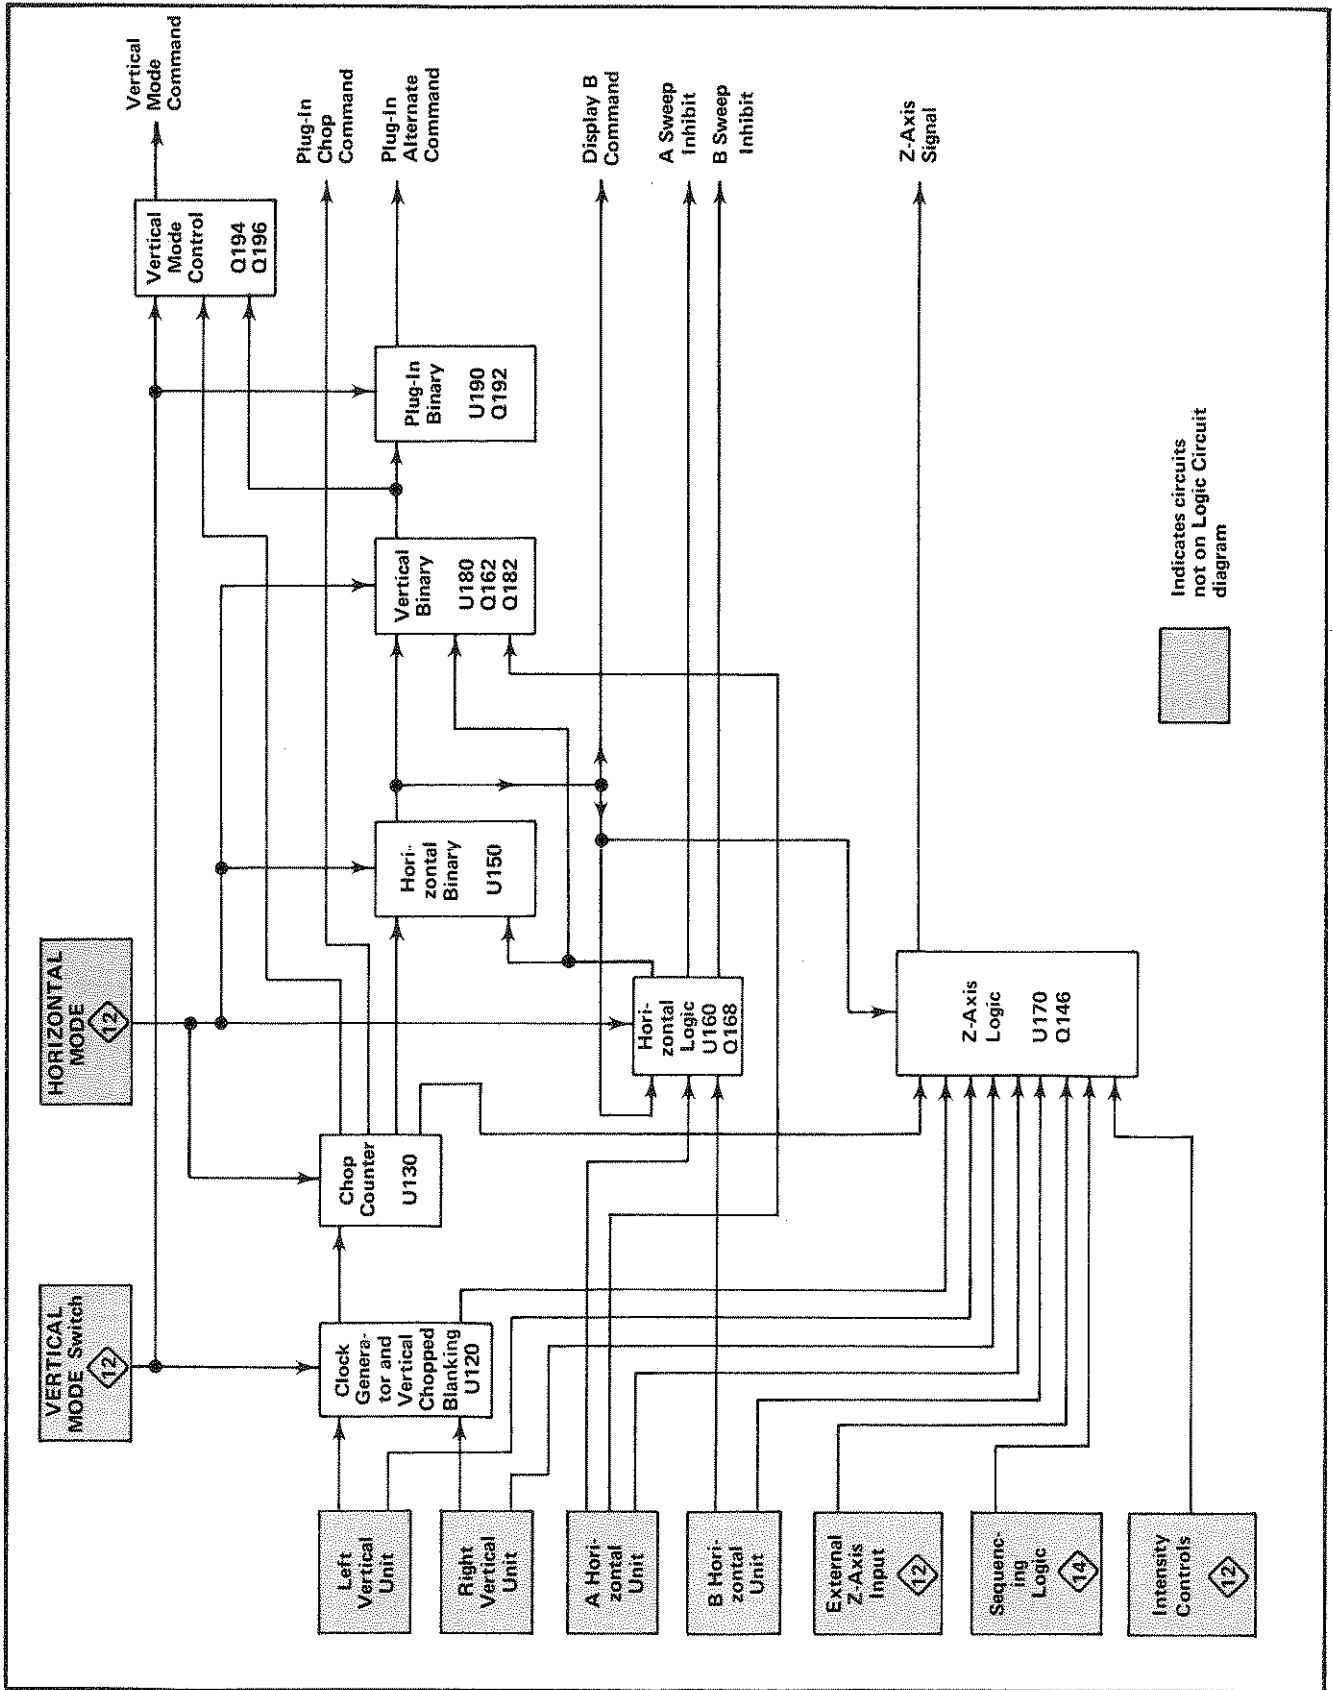 VERTICAL
MODE Switch
12
HORIZONTAL
MODE
12
Vertical
Mode
Control
Q194
Q196
Vertical
Mode
Command
Plug-In
Chop
Command
Plug-In
Alternate
Command
Left
Vertical
Unit
Clock
Genera-
tor and
Vertical
Chopped
Blanking
U120
Chop
Counter
U130
Hori-
zontal
Binary
U150
Vertical
Binary
U180
Q162
Q182
Plug-In
Binary
U190
Q192
Right
Vertical
Unit
A Hori-
zontal
Unit
B Hori-
zontal
Unit
Hori-
zontal
Logic
U160
Q168
Display B
Command
A Sweep
Inhibit
B Sweep
Inhibit
External
Z-Axis
Input
12
Sequenc-
ing
Logic
14
Intensity
Controls
12
Z-Axis
Logic
U170
Q146
Z-Axis
Signal
Indicates circuits
not on Logic Circuit
diagram